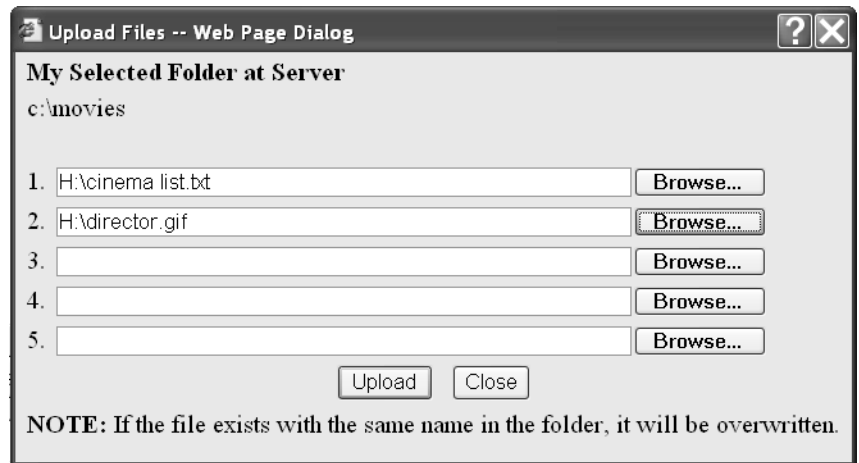 Upload Files -- Web Page Dialog
My Selected Folder at Server
c:\movies
1. H:\cinema list.txt Browse...
2. H:\director.gif Browse...
3. Browse...
4. Browse...
5. Browse...
Upload Close
NOTE: If the file exists with the same name in the folder, it will be overwritten.